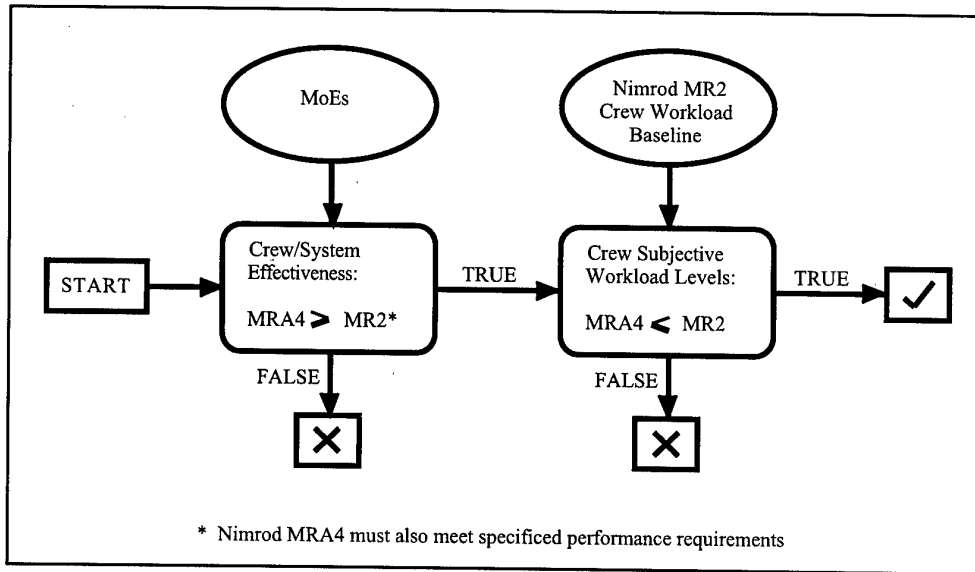 MoEs
Nimrod MR2
Crew Workload
Baseline
START
Crew/System
Effectiveness:
MRA4 ⩾ MR2*
TRUE
Crew Subjective
Workload Levels:
MRA4 ⩽ MR2
TRUE
FALSE
FALSE
* Nimrod MRA4 must also meet specificed performance requirements